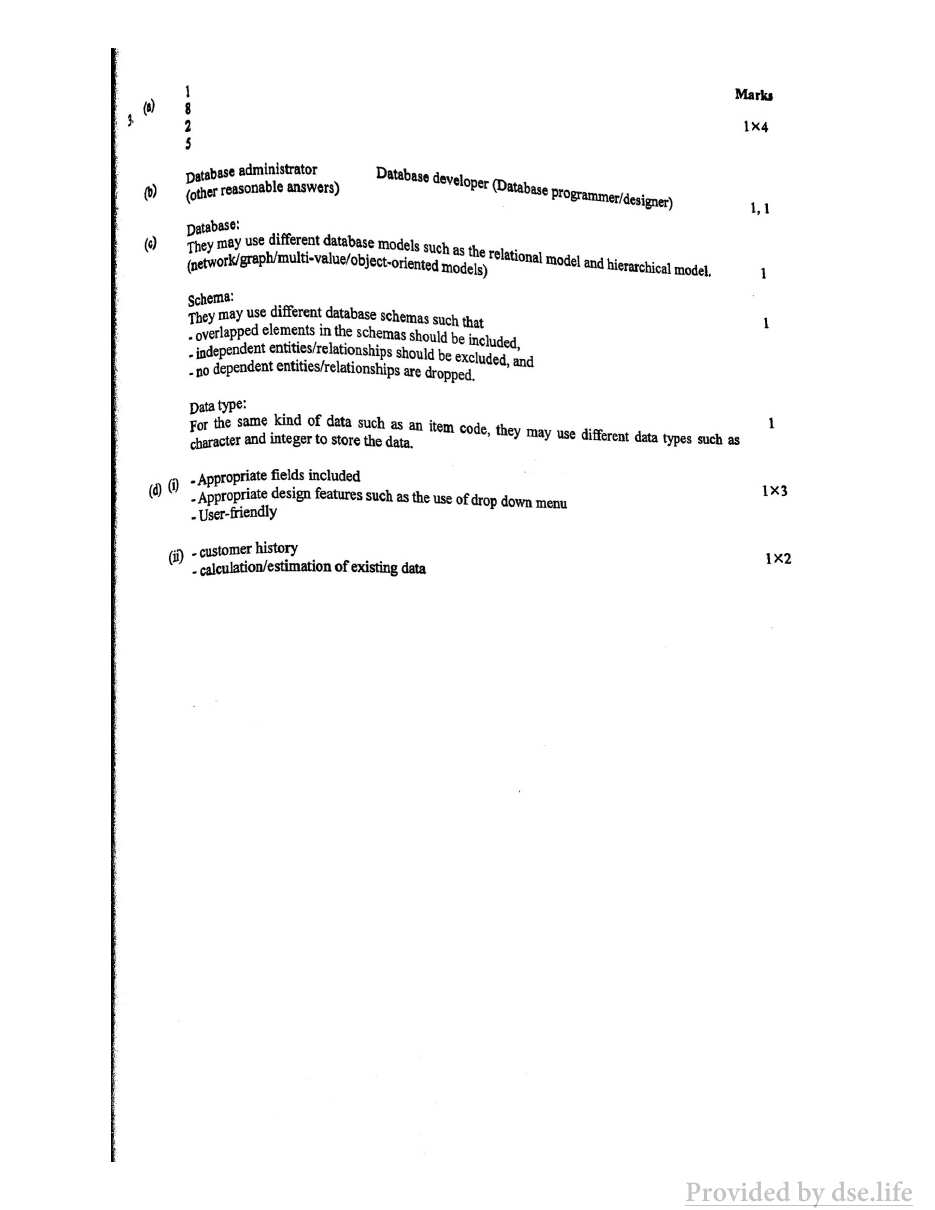 Marks
3. (a) 1
8
2
5
1×4
(b) Database administrator Database developer (Database programmer/designer)
(other reasonable answers) 1, 1
(c) Database:
They may use different database models such as the relational model and hierarchical model.
(network/graph/multi-value/object-oriented models) 1
Schema:
They may use different database schemas such that 1
- overlapped elements in the schemas should be included,
- independent entities/relationships should be excluded, and
- no dependent entities/relationships are dropped.
Data type:
For the same kind of data such as an item code, they may use different data types such as 1
character and integer to store the data.
(d) (i) - Appropriate fields included
- Appropriate design features such as the use of drop down menu 1×3
- User-friendly
(ii) - customer history 1×2
- calculation/estimation of existing data
Provided by dse.life